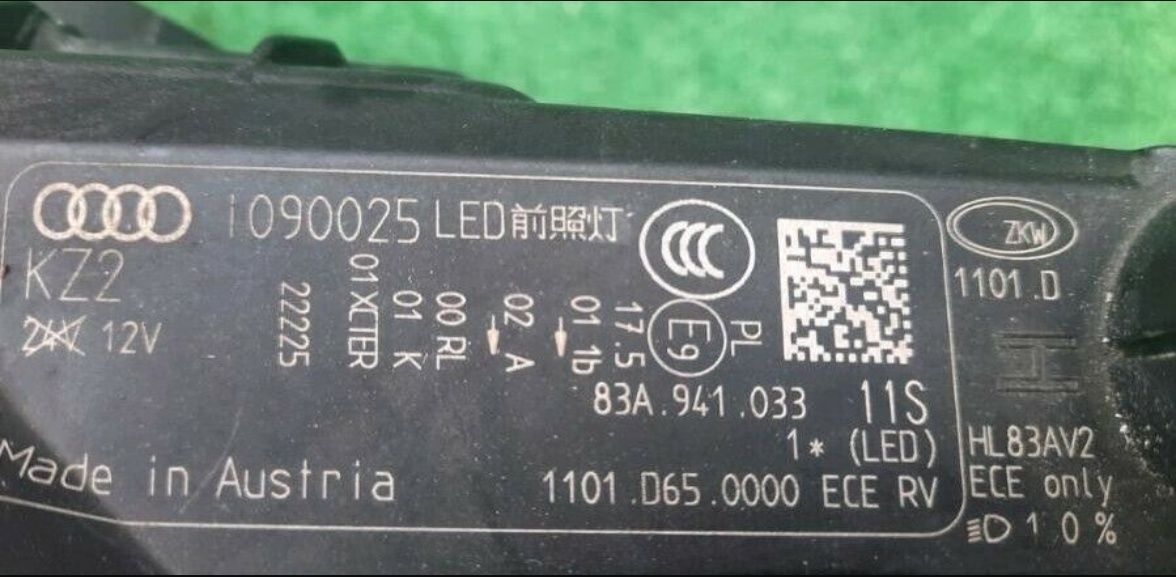 1090025 LED前照灯
KZ2
24V 12V
22225
01 XCTER
01 K
00 RL
02 A
01 1b
17.5
E9
PL
83A.941.033 11S
1* (LED)
Made in Austria
1101.D65.0000 ECE RV
ZKW
1101.D
HL83AV2
ECE only
10%